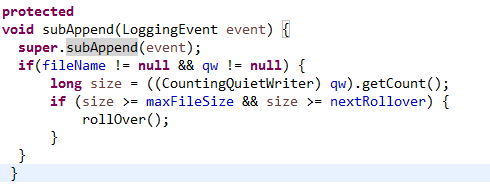 protected
void subAppend(LoggingEvent event) {
  super.subAppend(event);
  if(fileName != null && qw != null) {
      long size = ((CountingQuietWriter) qw).getCount();
      if (size >= maxFileSize && size >= nextRollover) {
          rollOver();
      }
  }
 }